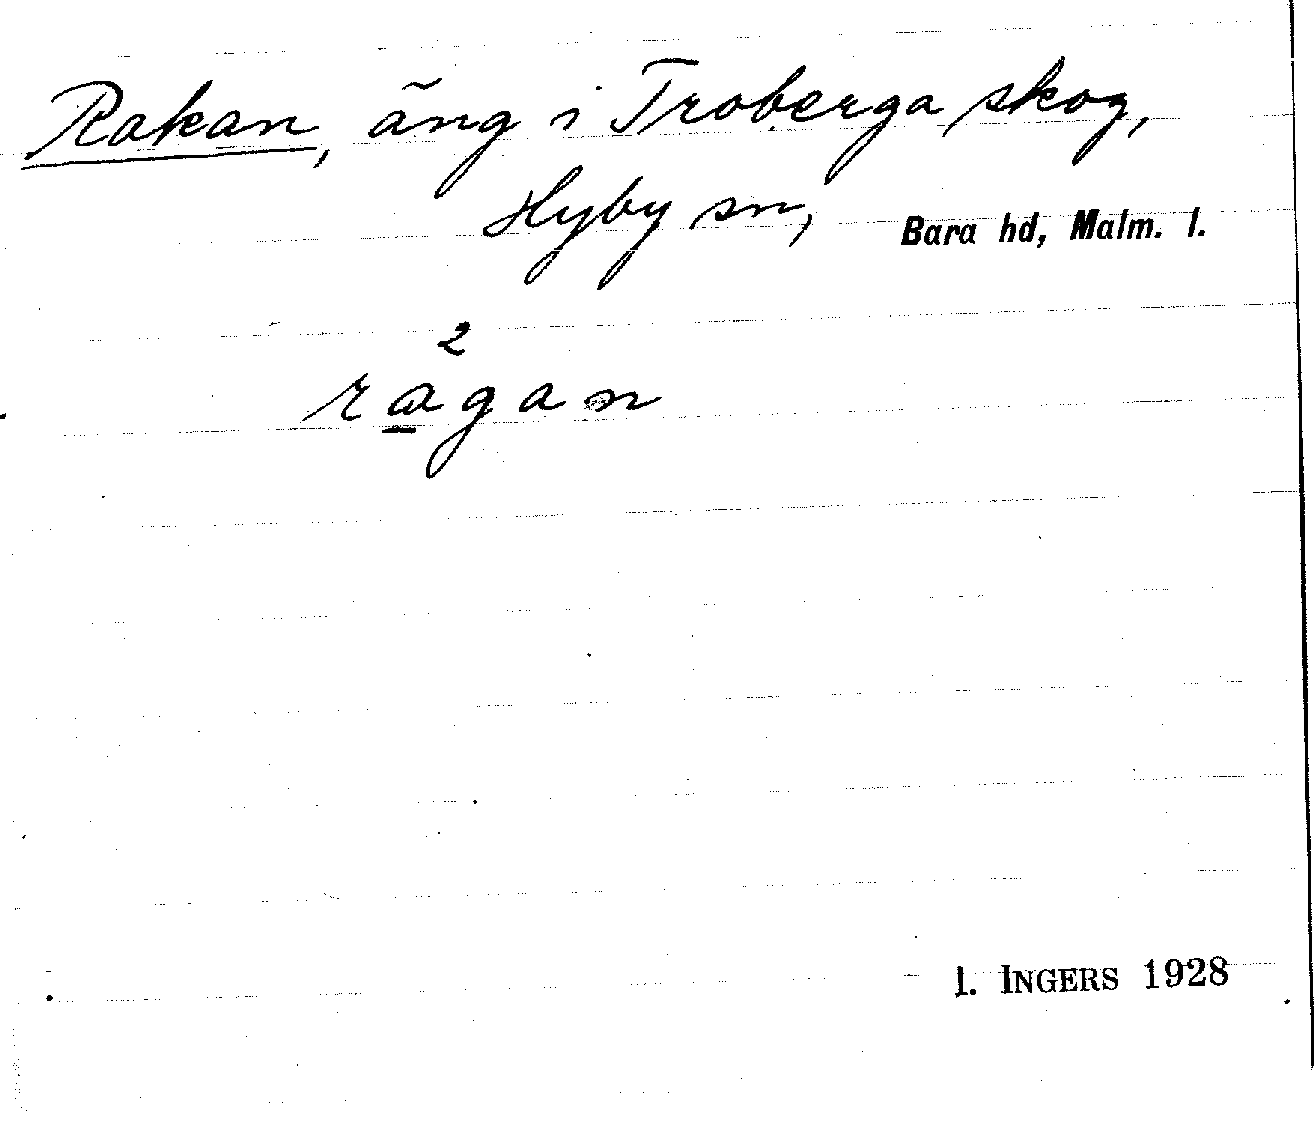 Rakan, äng i Troberga skog,
Hyby sn, Bara hd, Malm. l.
2
rågan
I. INGERS 1928